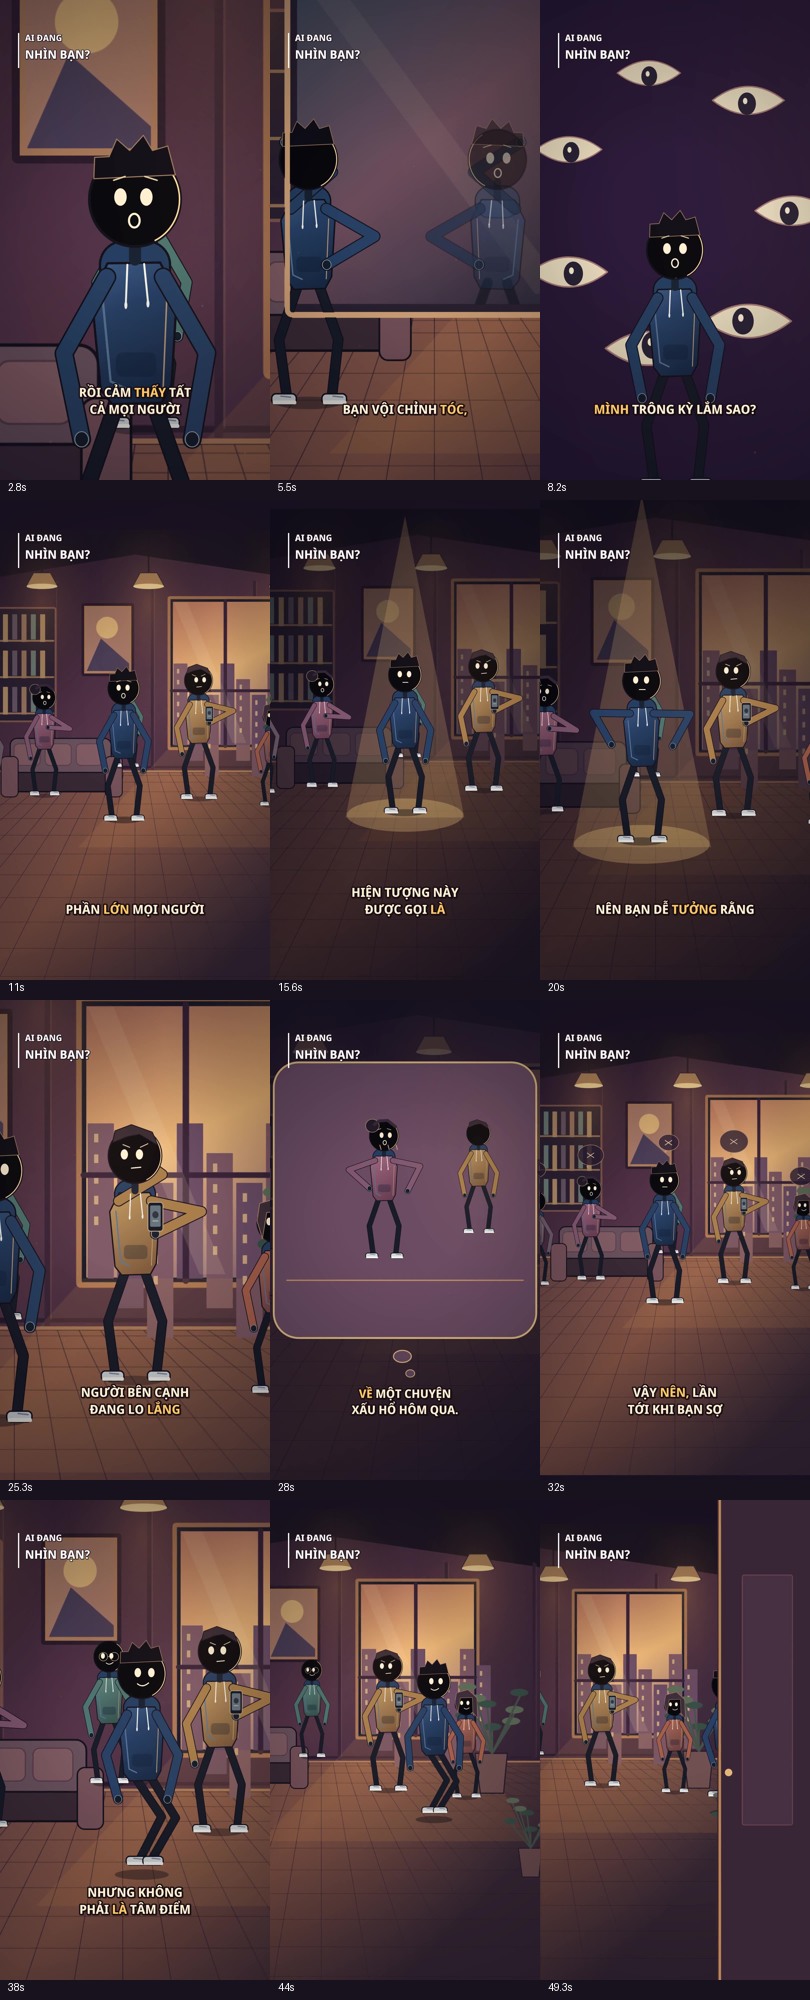 AI ĐANG
NHÌN BẠN?
RỒI CẢM THẤY TẤT
CẢ MỌI NGƯỜI
2.8s
AI ĐANG
NHÌN BẠN?
BẠN VỘI CHỈNH TÓC,
5.5s
AI ĐANG
NHÌN BẠN?
MÌNH TRÔNG KỲ LẮM SAO?
8.2s
AI ĐANG
NHÌN BẠN?
PHẦN LỚN MỌI NGƯỜI
11s
AI ĐANG
NHÌN BẠN?
HIỆN TƯỢNG NÀY
ĐƯỢC GỌI LÀ
15.6s
AI ĐANG
NHÌN BẠN?
NÊN BẠN DỄ TƯỞNG RẰNG
20s
AI ĐANG
NHÌN BẠN?
NGƯỜI BÊN CẠNH
ĐANG LO LẮNG
25.3s
AI ĐANG
NHÌN BẠN?
VỀ MỘT CHUYỆN
XẤU HỔ HÔM QUA.
28s
AI ĐANG
NHÌN BẠN?
VẬY NÊN, LẦN
TỚI KHI BẠN SỢ
32s
AI ĐANG
NHÌN BẠN?
NHƯNG KHÔNG
PHẢI LÀ TÂM ĐIỂM
38s
AI ĐANG
NHÌN BẠN?
44s
AI ĐANG
NHÌN BẠN?
49.3s